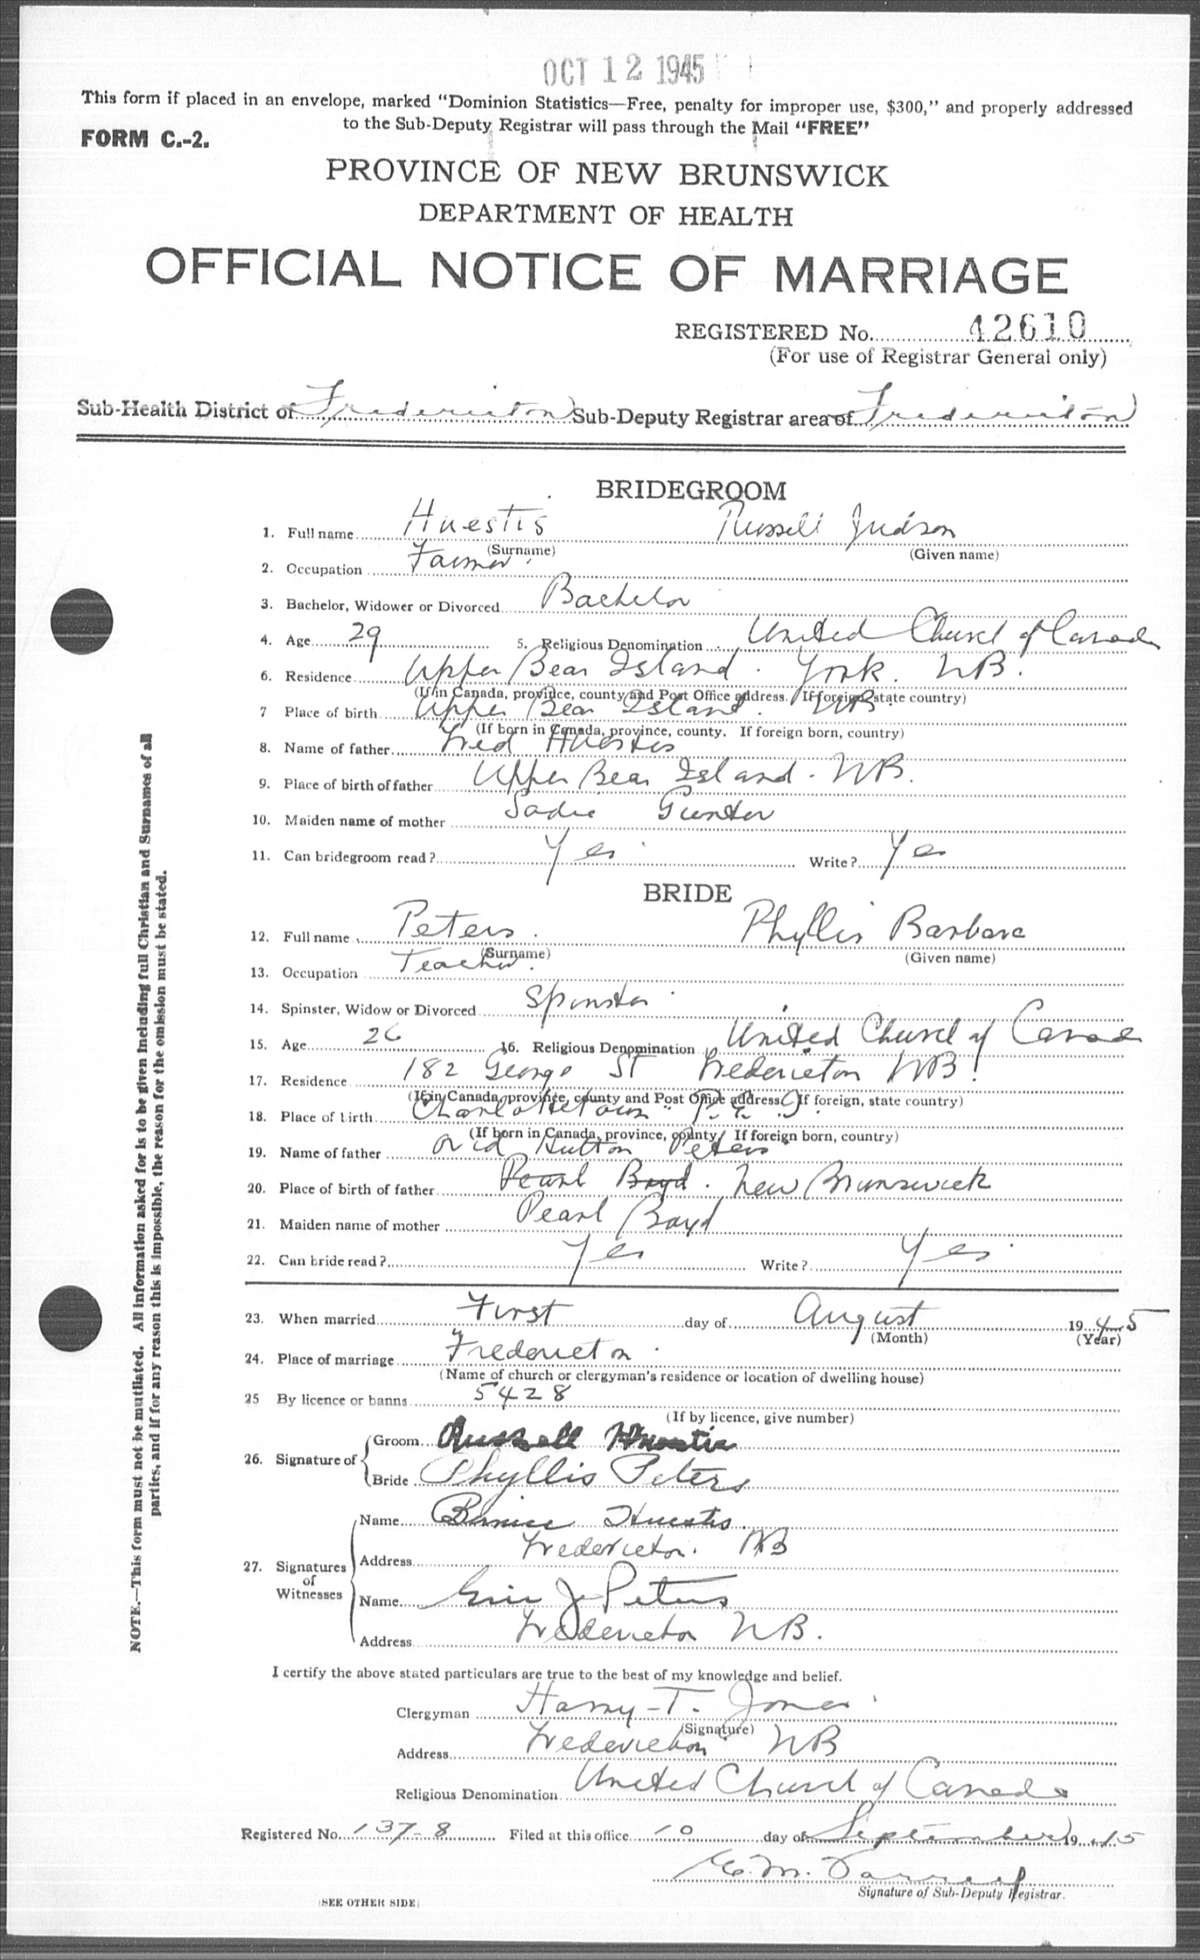 OCT 12 1945
This form if placed in an envelope, marked "Dominion Statistics—Free, penalty for improper use, $300," and properly addressed
to the Sub-Deputy Registrar will pass through the Mail "FREE"
FORM C.-2.
PROVINCE OF NEW BRUNSWICK
DEPARTMENT OF HEALTH
OFFICIAL NOTICE OF MARRIAGE
REGISTERED No. 42610
(For use of Registrar General only)
Sub-Health District of Fredericton Sub-Deputy Registrar area of Fredericton
BRIDEGROOM
1. Full name Huestis Russell Judson
(Surname) (Given name)
2. Occupation Farmer
3. Bachelor, Widower or Divorced Bachelor
4. Age 29 5. Religious Denomination United Church of Canada
6. Residence Upper Bear Island. York. NB.
(If in Canada, province, county and Post Office address. If foreign, state country)
7 Place of birth Upper Bear Island. NB.
(If born in Canada, province, county. If foreign born, country)
8. Name of father Fred Huestis
9. Place of birth of father Upper Bear Island. NB.
10. Maiden name of mother Sadie Gunter
11. Can bridegroom read? Yes Write? Yes
BRIDE
12. Full name Peters. Phyllis Barbara
(Surname) (Given name)
13. Occupation Teacher.
14. Spinster, Widow or Divorced Spinster
15. Age 26 16. Religious Denomination United Church of Canada
17. Residence 182 George St Fredericton NB.
(If in Canada, province, county and Post Office address. If foreign, state country)
18. Place of birth Charlottetown P.E.I.
(If born in Canada, province, county If foreign born, country)
19. Name of father Ovid Hutton Peters
20. Place of birth of father Pearl Boyd. New Brunswick
21. Maiden name of mother Pearl Boyd
22. Can bride read? Yes Write? Yes
23. When married First day of August 1945
(Month) (Year)
24. Place of marriage Fredericton.
(Name of church or clergyman's residence or location of dwelling house)
25 By licence or banns 5428
(If by licence, give number)
26. Signature of Groom Russell Huestis
Bride Phyllis Peters
27. Signatures of Witnesses
Name Bernice Huestis.
Address Fredericton. NB
Name Eric J. Peters
Address Fredericton NB.
I certify the above stated particulars are true to the best of my knowledge and belief.
Clergyman Harry T. Jones
(Signature)
Address Fredericton NB
Religious Denomination United Church of Canada
Registered No. 137-8 Filed at this office 10 day of September 1945
E. M.
Signature of Sub-Deputy Registrar.
(SEE OTHER SIDE)
NOTE.—This form must not be mutilated. All information asked for is to be given including full Christian and Surnames of all
parties, and if for any reason this is impossible, the reason for the omission must be stated.